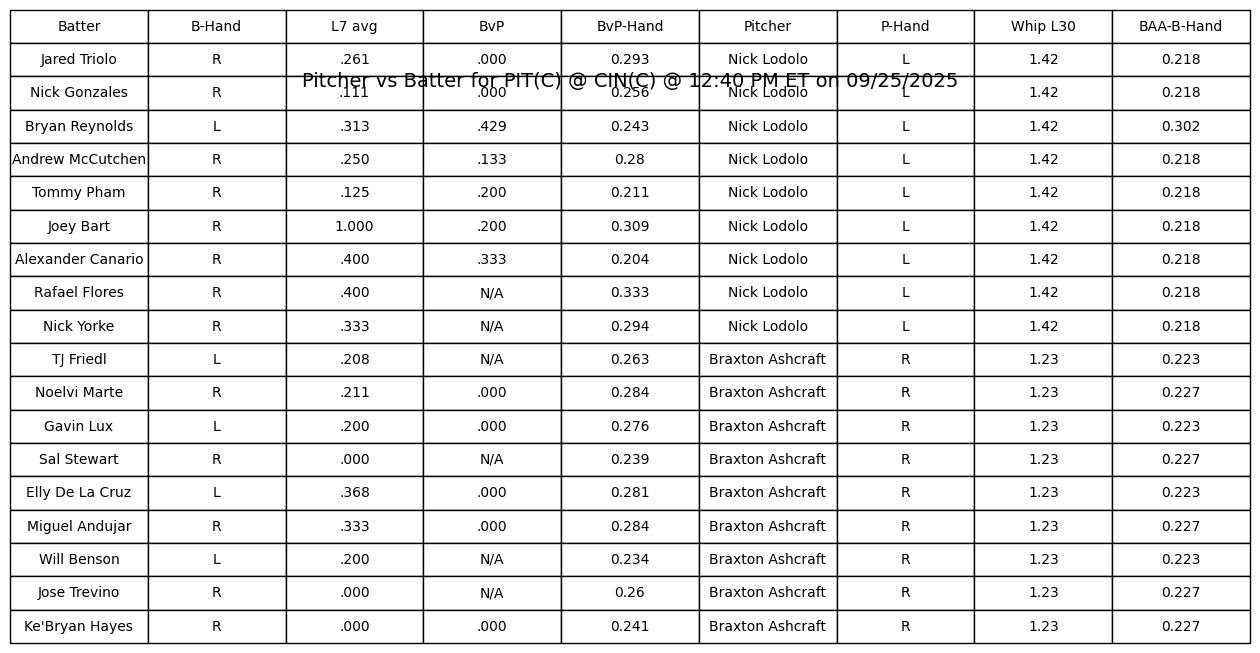 Batter B-Hand L7 avg BvP BvP-Hand Pitcher P-Hand Whip L30 BAA-B-Hand
Jared Triolo R .261 .000 0.293 Nick Lodolo L 1.42 0.218
Pitcher vs Batter for PIT(C) @ CIN(C) @ 12:40 PM ET on 09/25/2025
Nick Gonzales R .111 .000 0.256 Nick Lodolo L 1.42 0.218
Bryan Reynolds L .313 .429 0.243 Nick Lodolo L 1.42 0.302
Andrew McCutchen R .250 .133 0.28 Nick Lodolo L 1.42 0.218
Tommy Pham R .125 .200 0.211 Nick Lodolo L 1.42 0.218
Joey Bart R 1.000 .200 0.309 Nick Lodolo L 1.42 0.218
Alexander Canario R .400 .333 0.204 Nick Lodolo L 1.42 0.218
Rafael Flores R .400 N/A 0.333 Nick Lodolo L 1.42 0.218
Nick Yorke R .333 N/A 0.294 Nick Lodolo L 1.42 0.218
TJ Friedl L .208 N/A 0.263 Braxton Ashcraft R 1.23 0.223
Noelvi Marte R .211 .000 0.284 Braxton Ashcraft R 1.23 0.227
Gavin Lux L .200 .000 0.276 Braxton Ashcraft R 1.23 0.223
Sal Stewart R .000 N/A 0.239 Braxton Ashcraft R 1.23 0.227
Elly De La Cruz L .368 .000 0.281 Braxton Ashcraft R 1.23 0.223
Miguel Andujar R .333 .000 0.284 Braxton Ashcraft R 1.23 0.227
Will Benson L .200 N/A 0.234 Braxton Ashcraft R 1.23 0.223
Jose Trevino R .000 N/A 0.26 Braxton Ashcraft R 1.23 0.227
Ke'Bryan Hayes R .000 .000 0.241 Braxton Ashcraft R 1.23 0.227